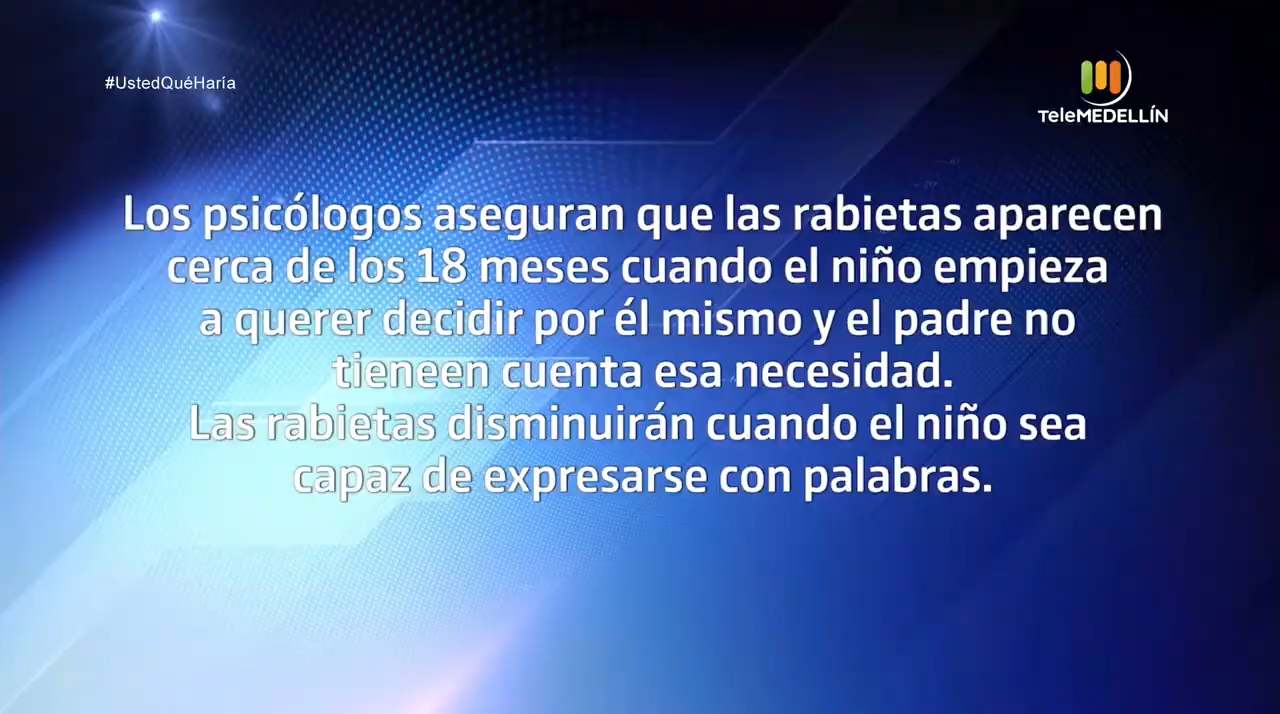 #UstedQuéHaría
TeleMEDELLÍN
Los psicólogos aseguran que las rabietas aparecen
cerca de los 18 meses cuando el niño empieza
a querer decidir por él mismo y el padre no
tieneen cuenta esa necesidad.
Las rabietas disminuirán cuando el niño sea
capaz de expresarse con palabras.